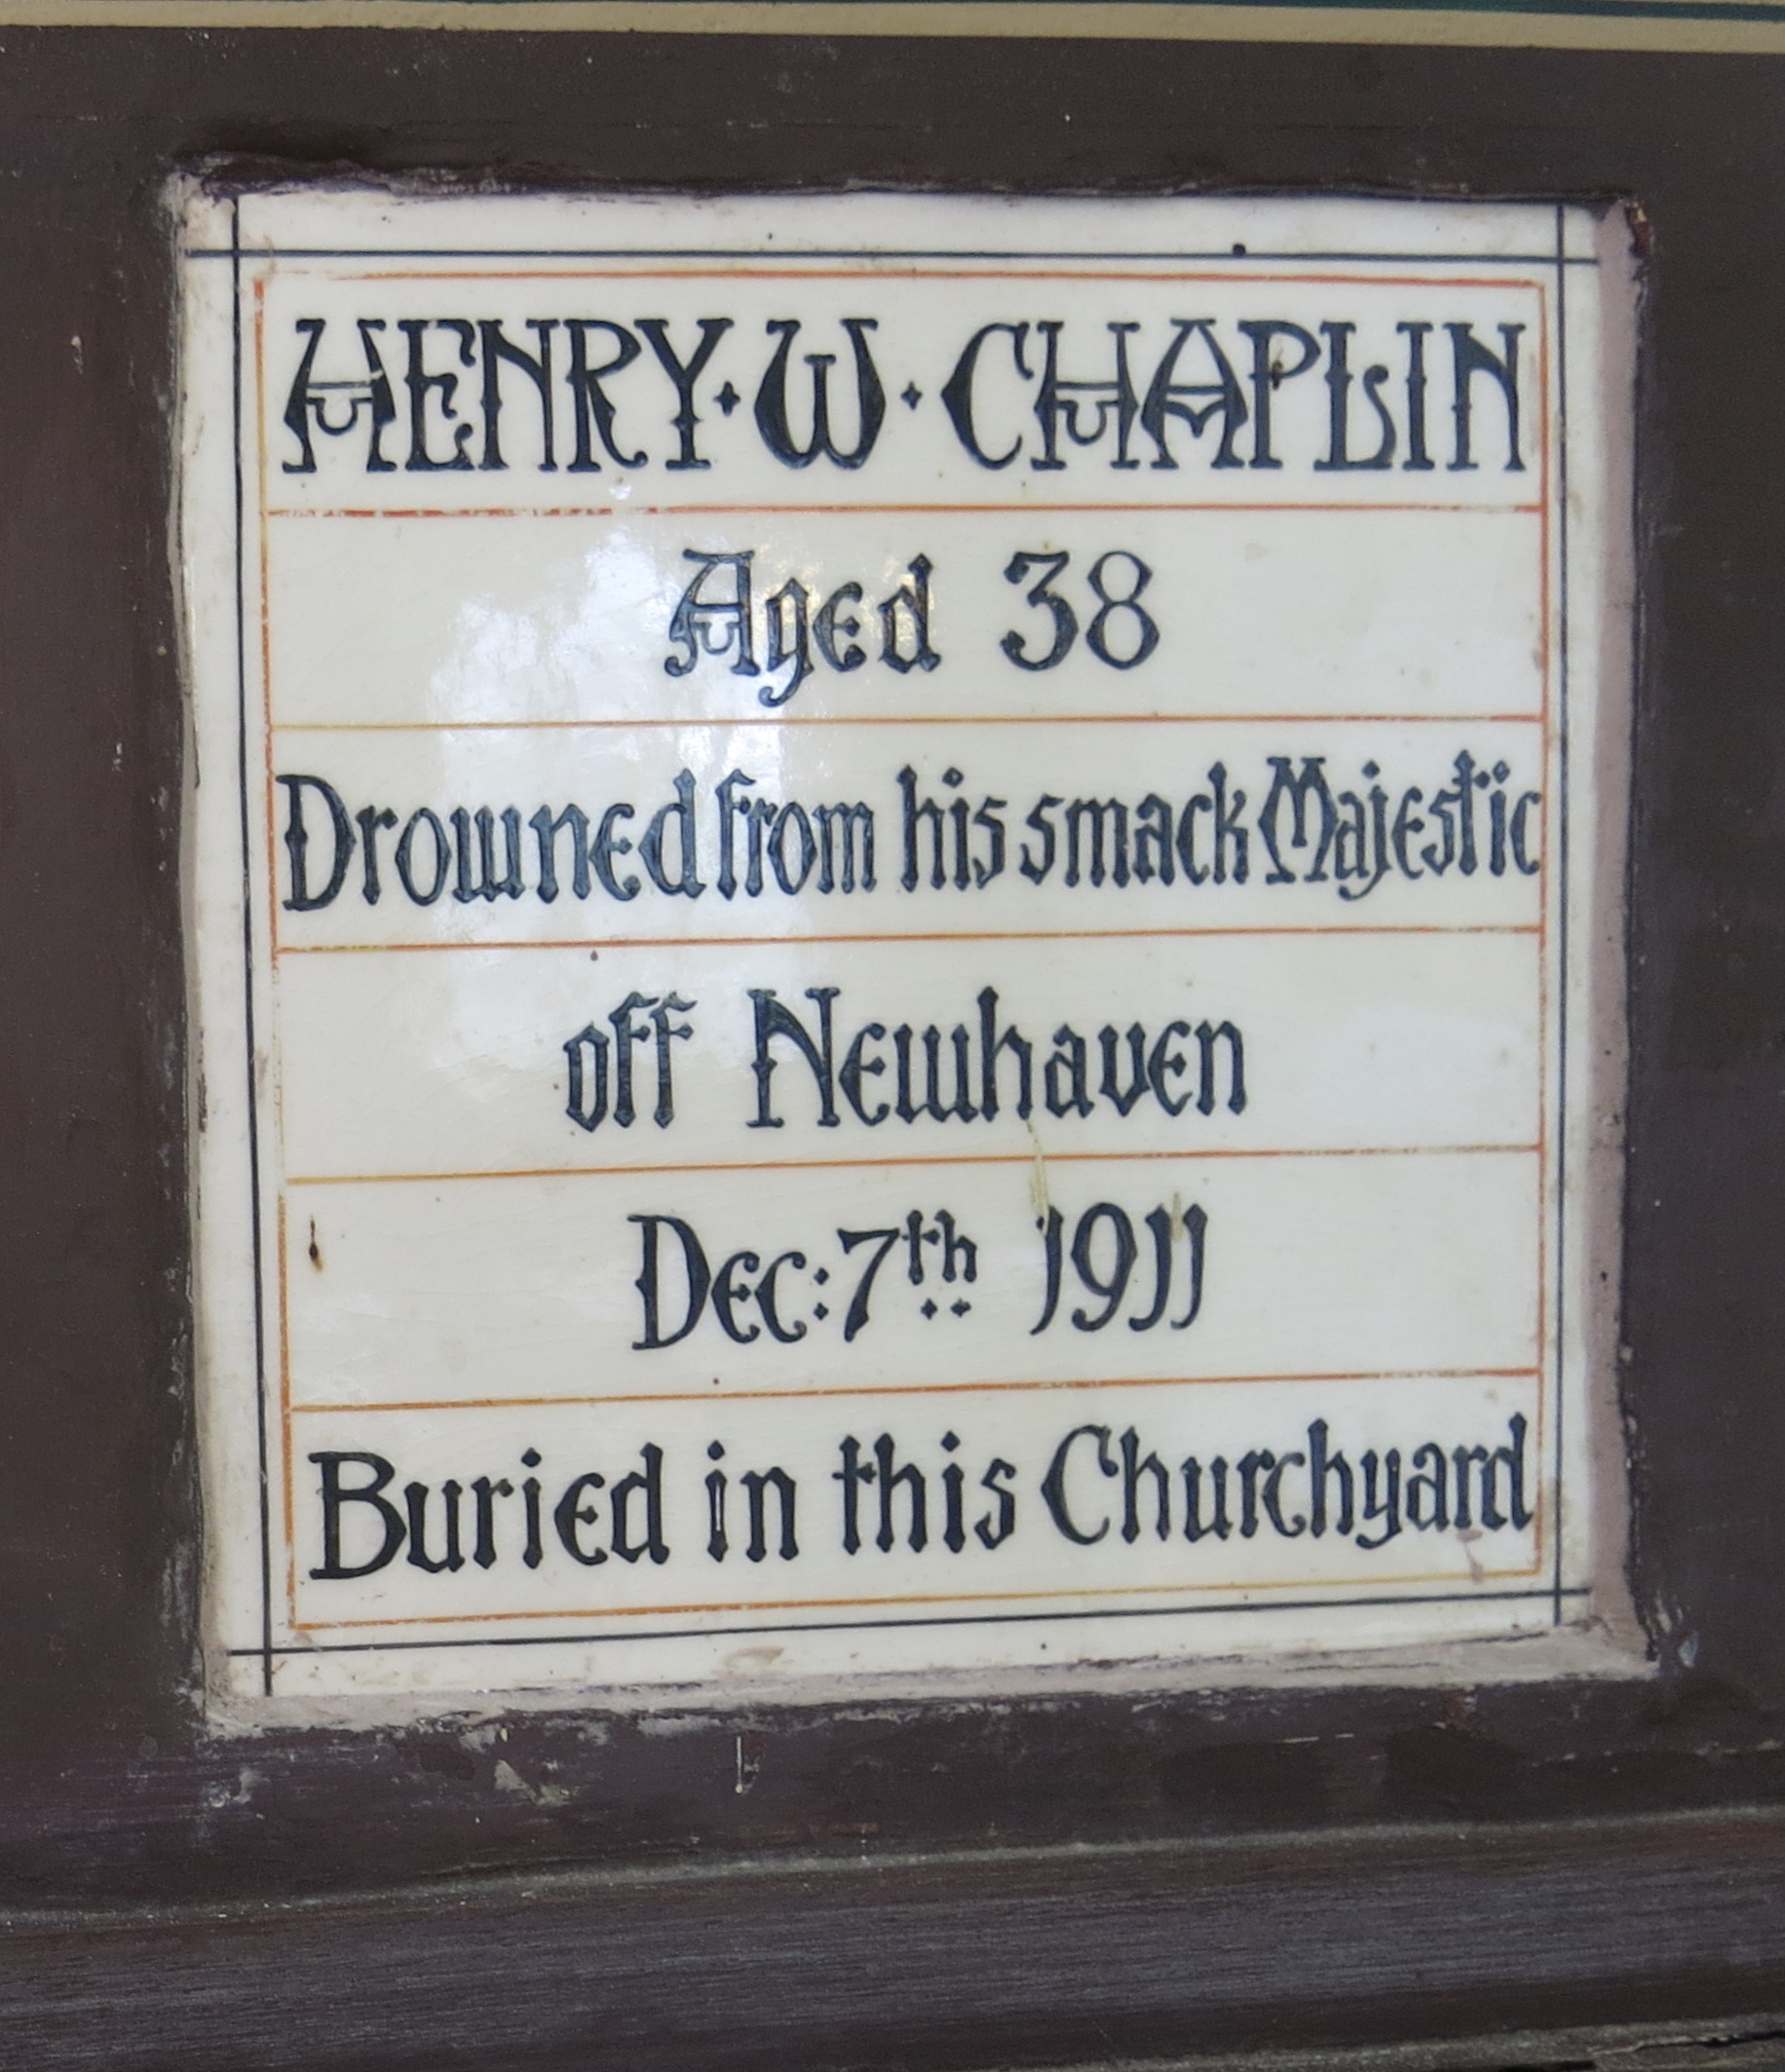 HENRY · W · CHAPLIN
Aged 38
Drowned from his smack Majestic
off Newhaven
Dec: 7th 1911
Buried in this Churchyard